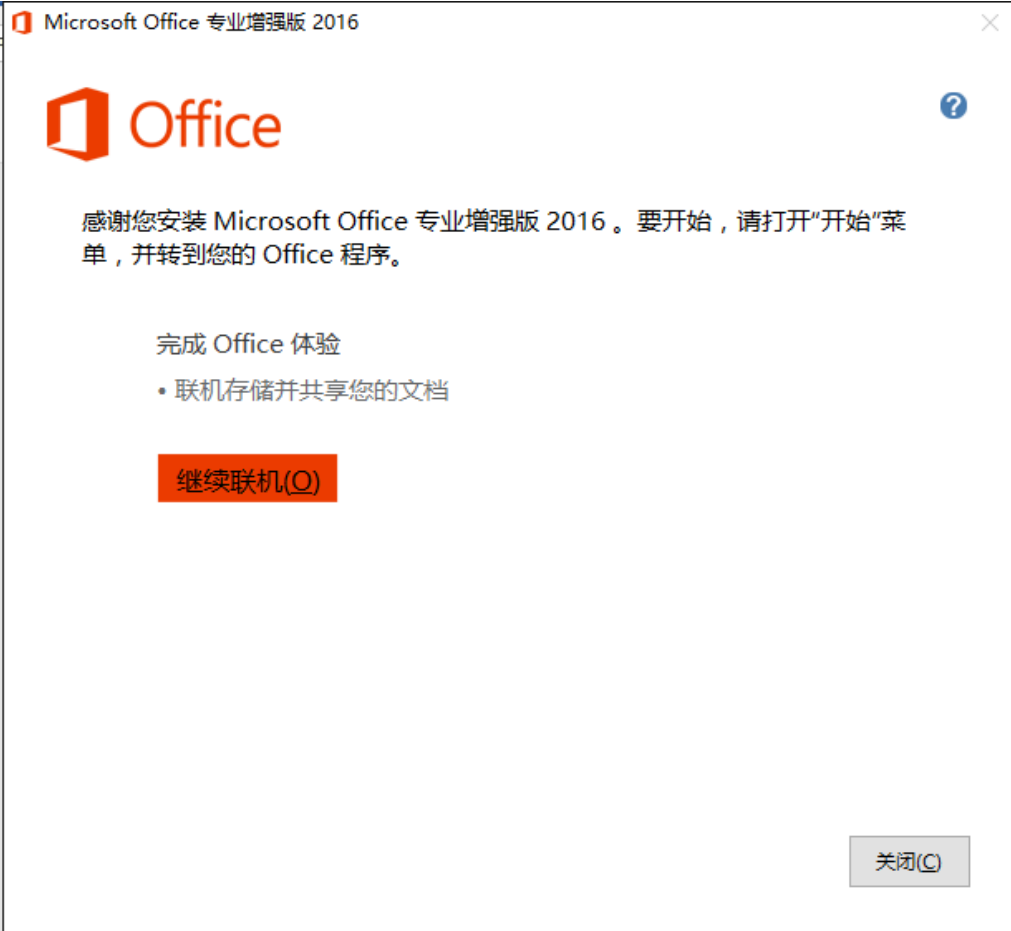 Microsoft Office 专业增强版 2016
Office
?
感谢您安装 Microsoft Office 专业增强版 2016 。要开始，请打开“开始”菜
单，并转到您的 Office 程序。
完成 Office 体验
• 联机存储并共享您的文档
继续联机(O)
关闭(C)